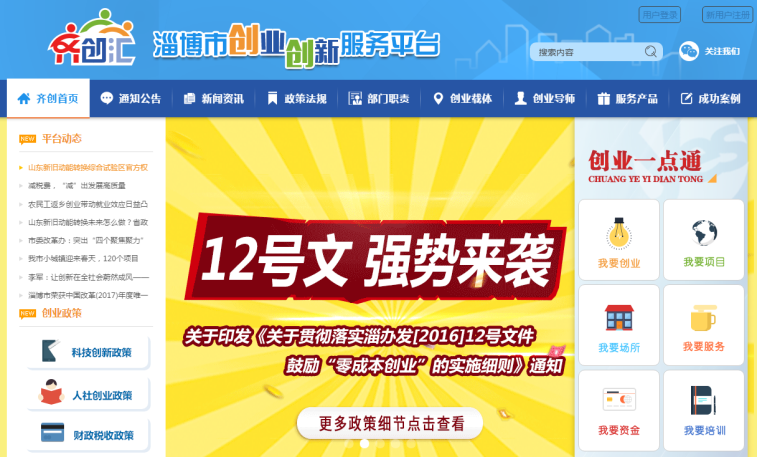 用户登录
新用户注册
齐创汇
淄博市创业创新服务平台
搜索内容
关注我们
齐创首页
通知公告
新闻资讯
政策法规
部门职责
创业载体
创业导师
服务产品
成功案例
NEW 平台动态
山东新旧动能转换综合试验区官方权
减税费，“减”出发展高质量
农民工返乡创业带动就业效应日益凸
山东新旧动能转换未来怎么做？省政
市委改革办：突出“四个聚焦聚力”
我市小城镇迎来春天，120个项目
李军：让创新在全社会蔚然成风——
淄博市荣获中国改革(2017)年度唯一
NEW 创业政策
科技创新政策
人社创业政策
财政税收政策
12号文 强势来袭
关于印发《关于贯彻落实淄办发[2016]12号文件
鼓励“零成本创业”的实施细则》通知
更多政策细节点击查看
创业一点通
CHUANG YE YI DIAN TONG
我要创业
我要项目
我要场所
我要服务
我要资金
我要培训